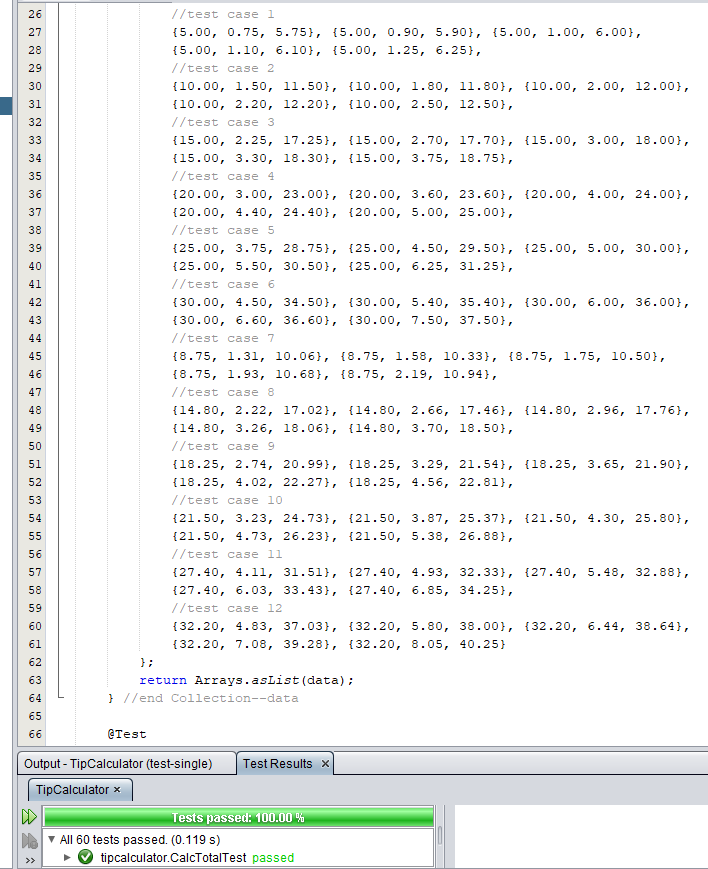 26 //test case 1
27 {5.00, 0.75, 5.75}, {5.00, 0.90, 5.90}, {5.00, 1.00, 6.00},
28 {5.00, 1.10, 6.10}, {5.00, 1.25, 6.25},
29 //test case 2
30 {10.00, 1.50, 11.50}, {10.00, 1.80, 11.80}, {10.00, 2.00, 12.00},
31 {10.00, 2.20, 12.20}, {10.00, 2.50, 12.50},
32 //test case 3
33 {15.00, 2.25, 17.25}, {15.00, 2.70, 17.70}, {15.00, 3.00, 18.00},
34 {15.00, 3.30, 18.30}, {15.00, 3.75, 18.75},
35 //test case 4
36 {20.00, 3.00, 23.00}, {20.00, 3.60, 23.60}, {20.00, 4.00, 24.00},
37 {20.00, 4.40, 24.40}, {20.00, 5.00, 25.00},
38 //test case 5
39 {25.00, 3.75, 28.75}, {25.00, 4.50, 29.50}, {25.00, 5.00, 30.00},
40 {25.00, 5.50, 30.50}, {25.00, 6.25, 31.25},
41 //test case 6
42 {30.00, 4.50, 34.50}, {30.00, 5.40, 35.40}, {30.00, 6.00, 36.00},
43 {30.00, 6.60, 36.60}, {30.00, 7.50, 37.50},
44 //test case 7
45 {8.75, 1.31, 10.06}, {8.75, 1.58, 10.33}, {8.75, 1.75, 10.50},
46 {8.75, 1.93, 10.68}, {8.75, 2.19, 10.94},
47 //test case 8
48 {14.80, 2.22, 17.02}, {14.80, 2.66, 17.46}, {14.80, 2.96, 17.76},
49 {14.80, 3.26, 18.06}, {14.80, 3.70, 18.50},
50 //test case 9
51 {18.25, 2.74, 20.99}, {18.25, 3.29, 21.54}, {18.25, 3.65, 21.90},
52 {18.25, 4.02, 22.27}, {18.25, 4.56, 22.81},
53 //test case 10
54 {21.50, 3.23, 24.73}, {21.50, 3.87, 25.37}, {21.50, 4.30, 25.80},
55 {21.50, 4.73, 26.23}, {21.50, 5.38, 26.88},
56 //test case 11
57 {27.40, 4.11, 31.51}, {27.40, 4.93, 32.33}, {27.40, 5.48, 32.88},
58 {27.40, 6.03, 33.43}, {27.40, 6.85, 34.25},
59 //test case 12
60 {32.20, 4.83, 37.03}, {32.20, 5.80, 38.00}, {32.20, 6.44, 38.64},
61 {32.20, 7.08, 39.28}, {32.20, 8.05, 40.25}
62 };
63 return Arrays.asList(data);
64 } //end Collection--data
65
66 @Test
Output - TipCalculator (test-single) Test Results ×
TipCalculator ×
Tests passed: 100.00 %
All 60 tests passed. (0.119 s)
tipcalculator.CalcTotalTest passed